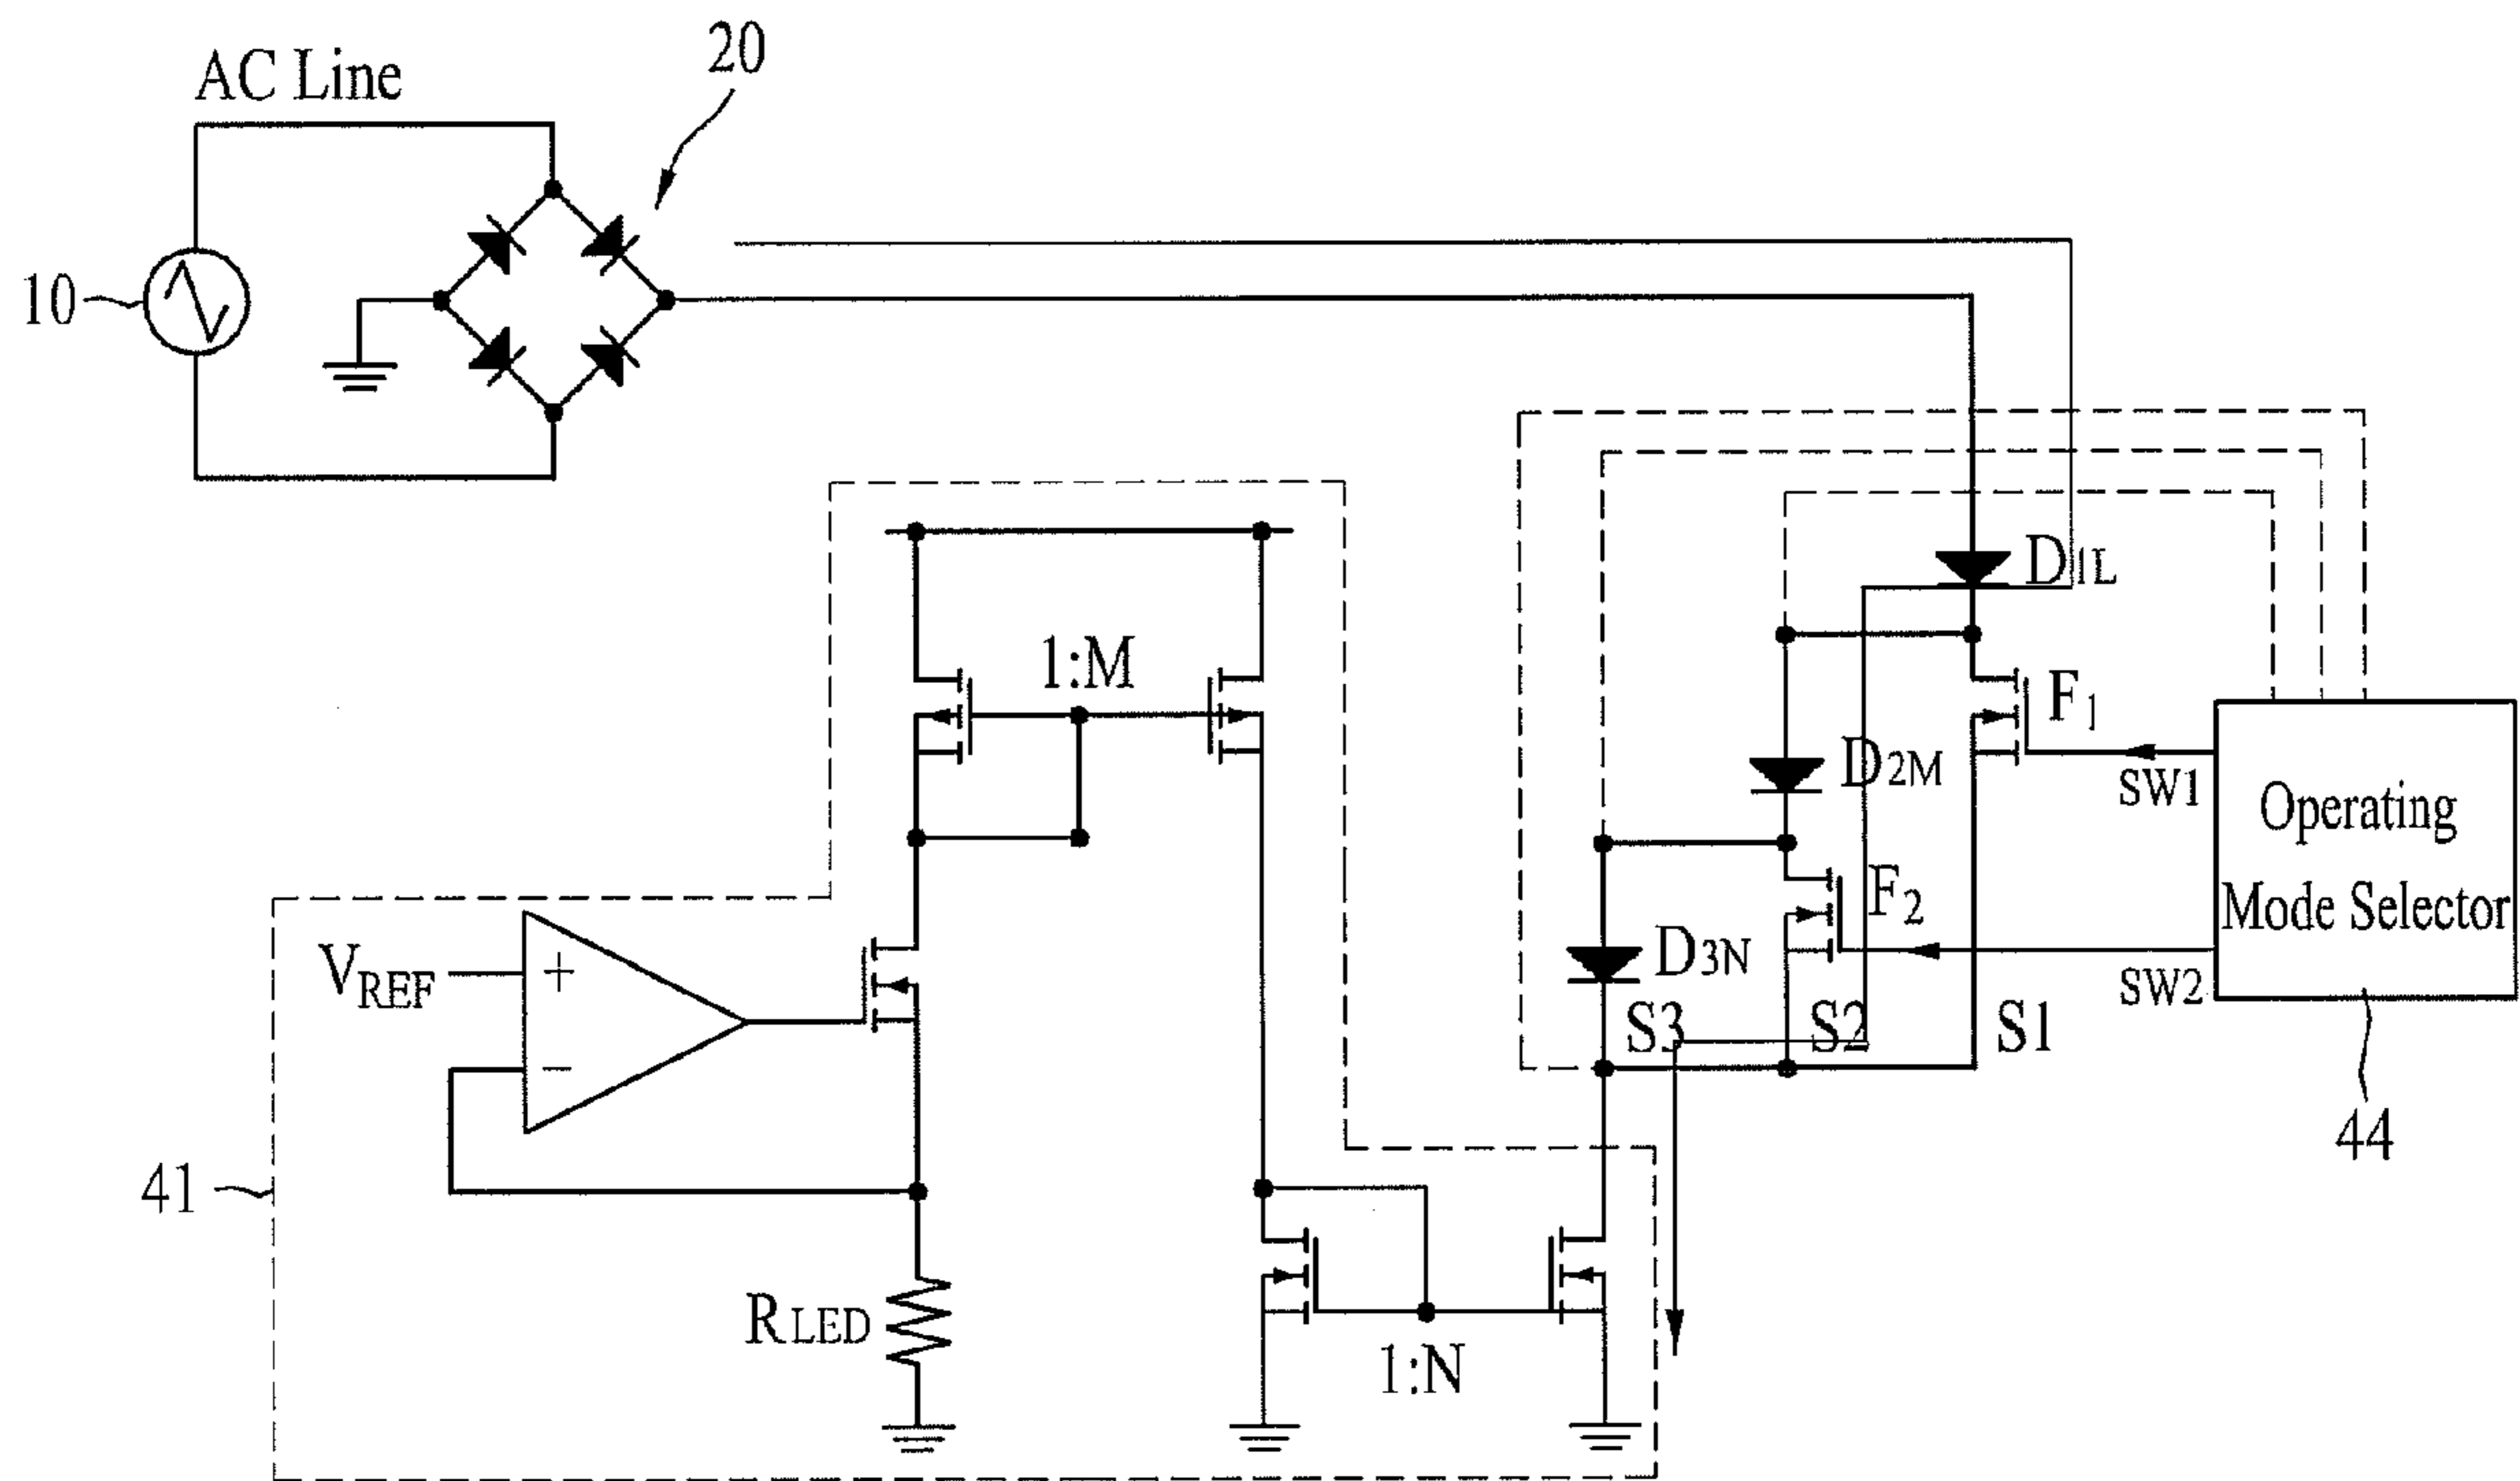 AC Line
20
10
D1L
1:M
F1
D2M
SW1
Operating
Mode Selector
F2
VREF
+
−
D3N
SW2
S3
S2
S1
44
41
RLED
1:N